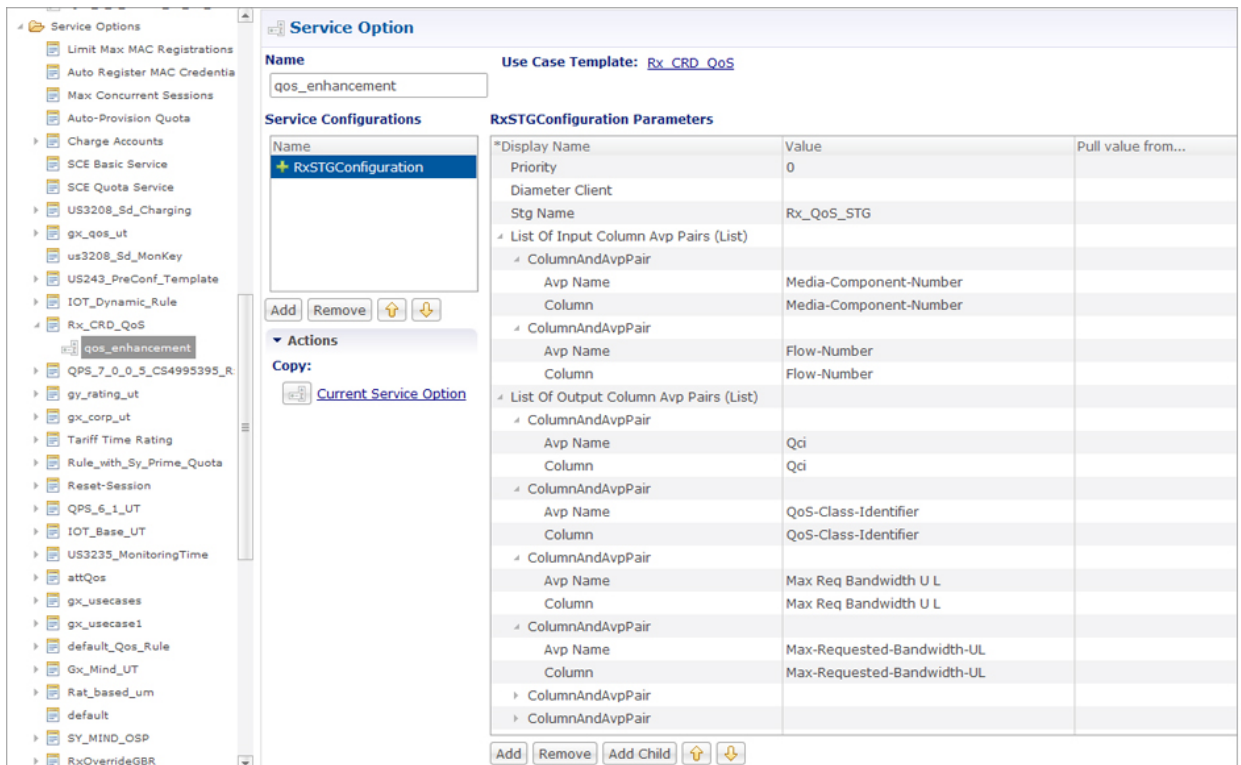 Service Options
Limit Max MAC Registrations
Auto Register MAC Credentia
Max Concurrent Sessions
Auto-Provision Quota
Charge Accounts
SCE Basic Service
SCE Quota Service
US3208_Sd_Charging
gx_qos_ut
us3208_Sd_MonKey
US243_PreConf_Template
IOT_Dynamic_Rule
Rx_CRD_QoS
qos_enhancement
QPS_7_0_0_5_CS4995395_R
gy_rating_ut
gx_corp_ut
Tariff Time Rating
Rule_with_Sy_Prime_Quota
Reset-Session
QPS_6_1_UT
IOT_Base_UT
US3235_MonitoringTime
attQos
gx_usecases
gx_usecase1
default_Qos_Rule
Gx_Mind_UT
Rat_based_um
default
SY_MIND_OSP
RxOverrideGBR
Service Option
Name
Use Case Template: Rx_CRD_QoS
qos_enhancement
Service Configurations
Name
RxSTGConfiguration
Add Remove
Actions
Copy:
Current Service Option
RxSTGConfiguration Parameters
*Display Name Value Pull value from...
Priority 0
Diameter Client
Stg Name Rx_QoS_STG
List Of Input Column Avp Pairs (List)
ColumnAndAvpPair
Avp Name Media-Component-Number
Column Media-Component-Number
ColumnAndAvpPair
Avp Name Flow-Number
Column Flow-Number
List Of Output Column Avp Pairs (List)
ColumnAndAvpPair
Avp Name Qci
Column Qci
ColumnAndAvpPair
Avp Name QoS-Class-Identifier
Column QoS-Class-Identifier
ColumnAndAvpPair
Avp Name Max Req Bandwidth U L
Column Max Req Bandwidth U L
ColumnAndAvpPair
Avp Name Max-Requested-Bandwidth-UL
Column Max-Requested-Bandwidth-UL
ColumnAndAvpPair
ColumnAndAvpPair
Add Remove Add Child